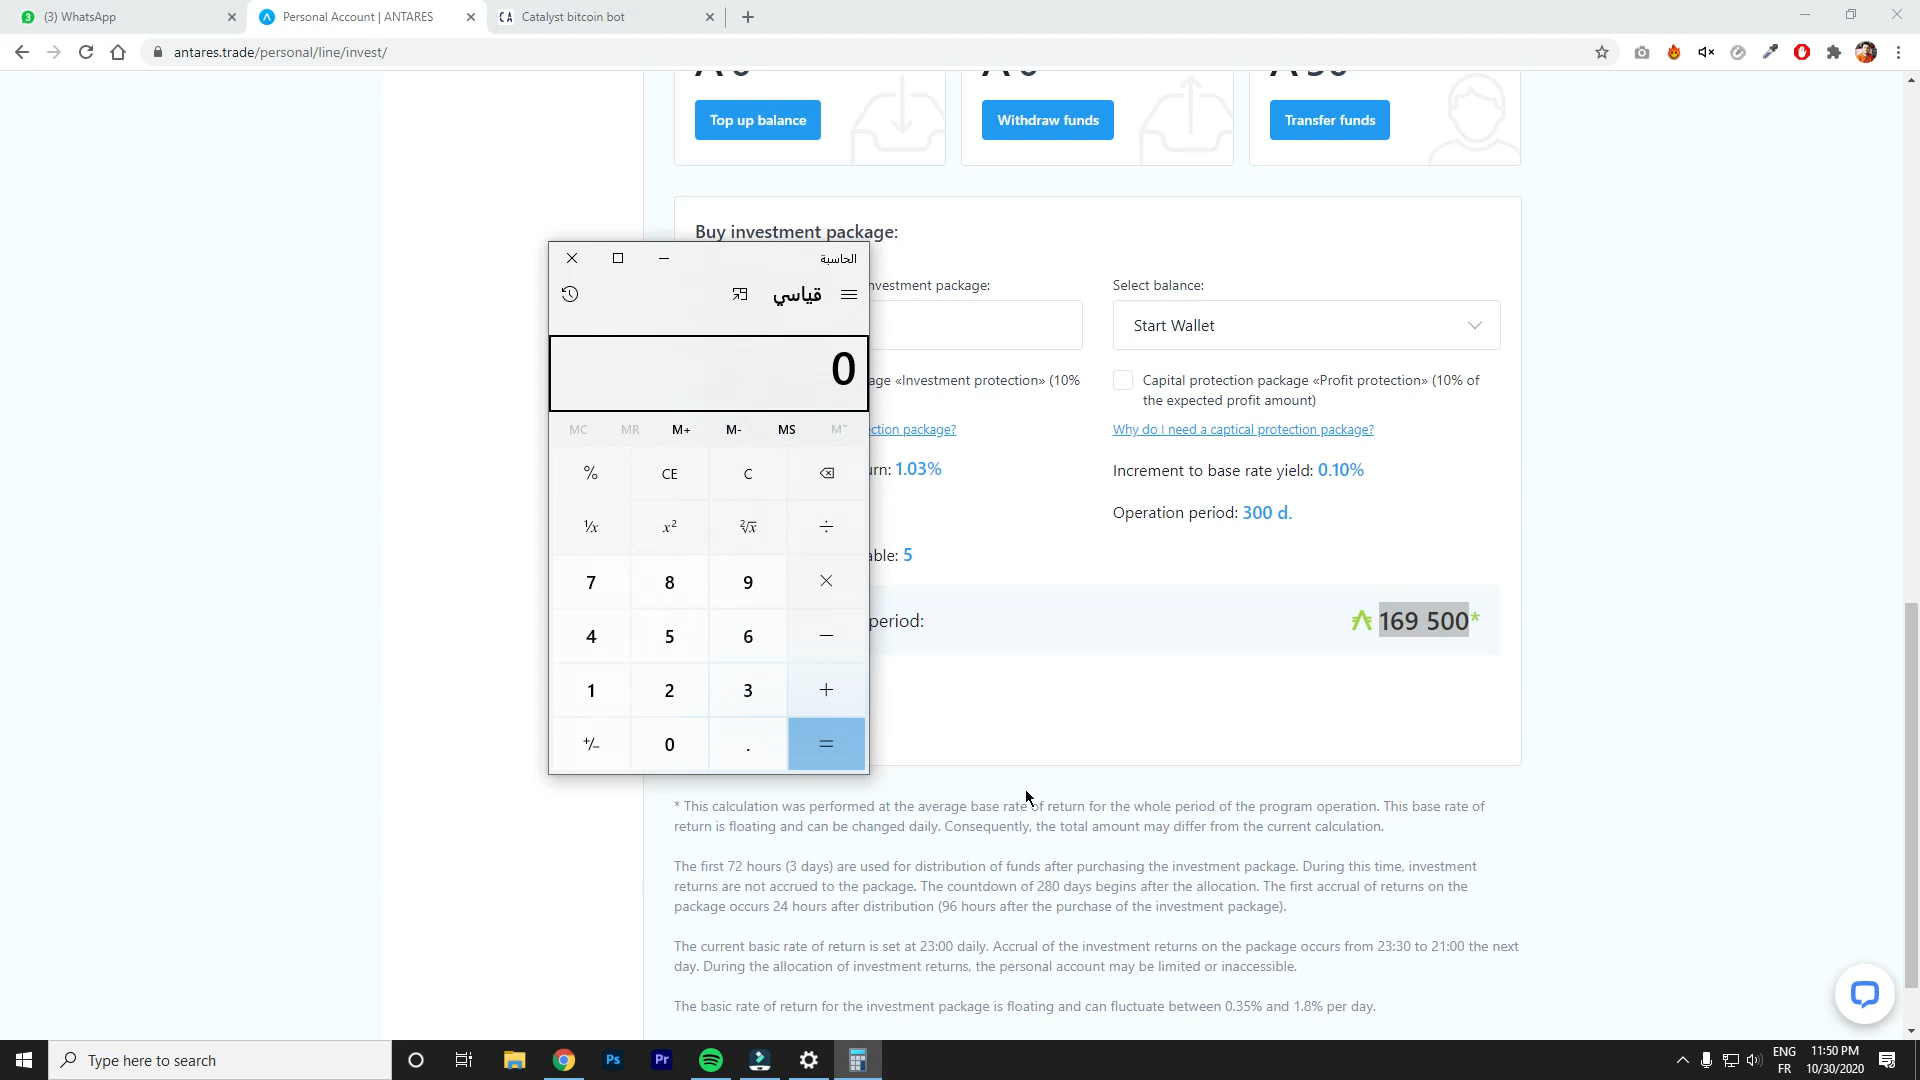 (3) WhatsApp
Personal Account | ANTARES
Catalyst bitcoin bot
antares.trade/personal/line/invest/
Top up balance
Withdraw funds
Transfer funds
Buy investment package:
nvestment package:
Select balance:
Start Wallet
age «Investment protection» (10%
Capital protection package «Profit protection» (10% of
the expected profit amount)
ction package?
Why do I need a captical protection package?
urn: 1.03%
Increment to base rate yield: 0.10%
Operation period: 300 d.
able: 5
period:
169 500*
الحاسبة
قياسي
0
MC MR M+ M- MS M˅
% CE C
¹/x x² ²√x ÷
7 8 9 ×
4 5 6 −
1 2 3 +
+/− 0 . =
* This calculation was performed at the average base rate of return for the whole period of the program operation. This base rate of
return is floating and can be changed daily. Consequently, the total amount may differ from the current calculation.
The first 72 hours (3 days) are used for distribution of funds after purchasing the investment package. During this time, investment
returns are not accrued to the package. The countdown of 280 days begins after the allocation. The first accrual of returns on the
package occurs 24 hours after distribution (96 hours after the purchase of the investment package).
The current basic rate of return is set at 23:00 daily. Accrual of the investment returns on the package occurs from 23:30 to 21:00 the next
day. During the allocation of investment returns, the personal account may be limited or inaccessible.
The basic rate of return for the investment package is floating and can fluctuate between 0.35% and 1.8% per day.
Type here to search
Ps
Pr
ENG
FR
11:50 PM
10/30/2020